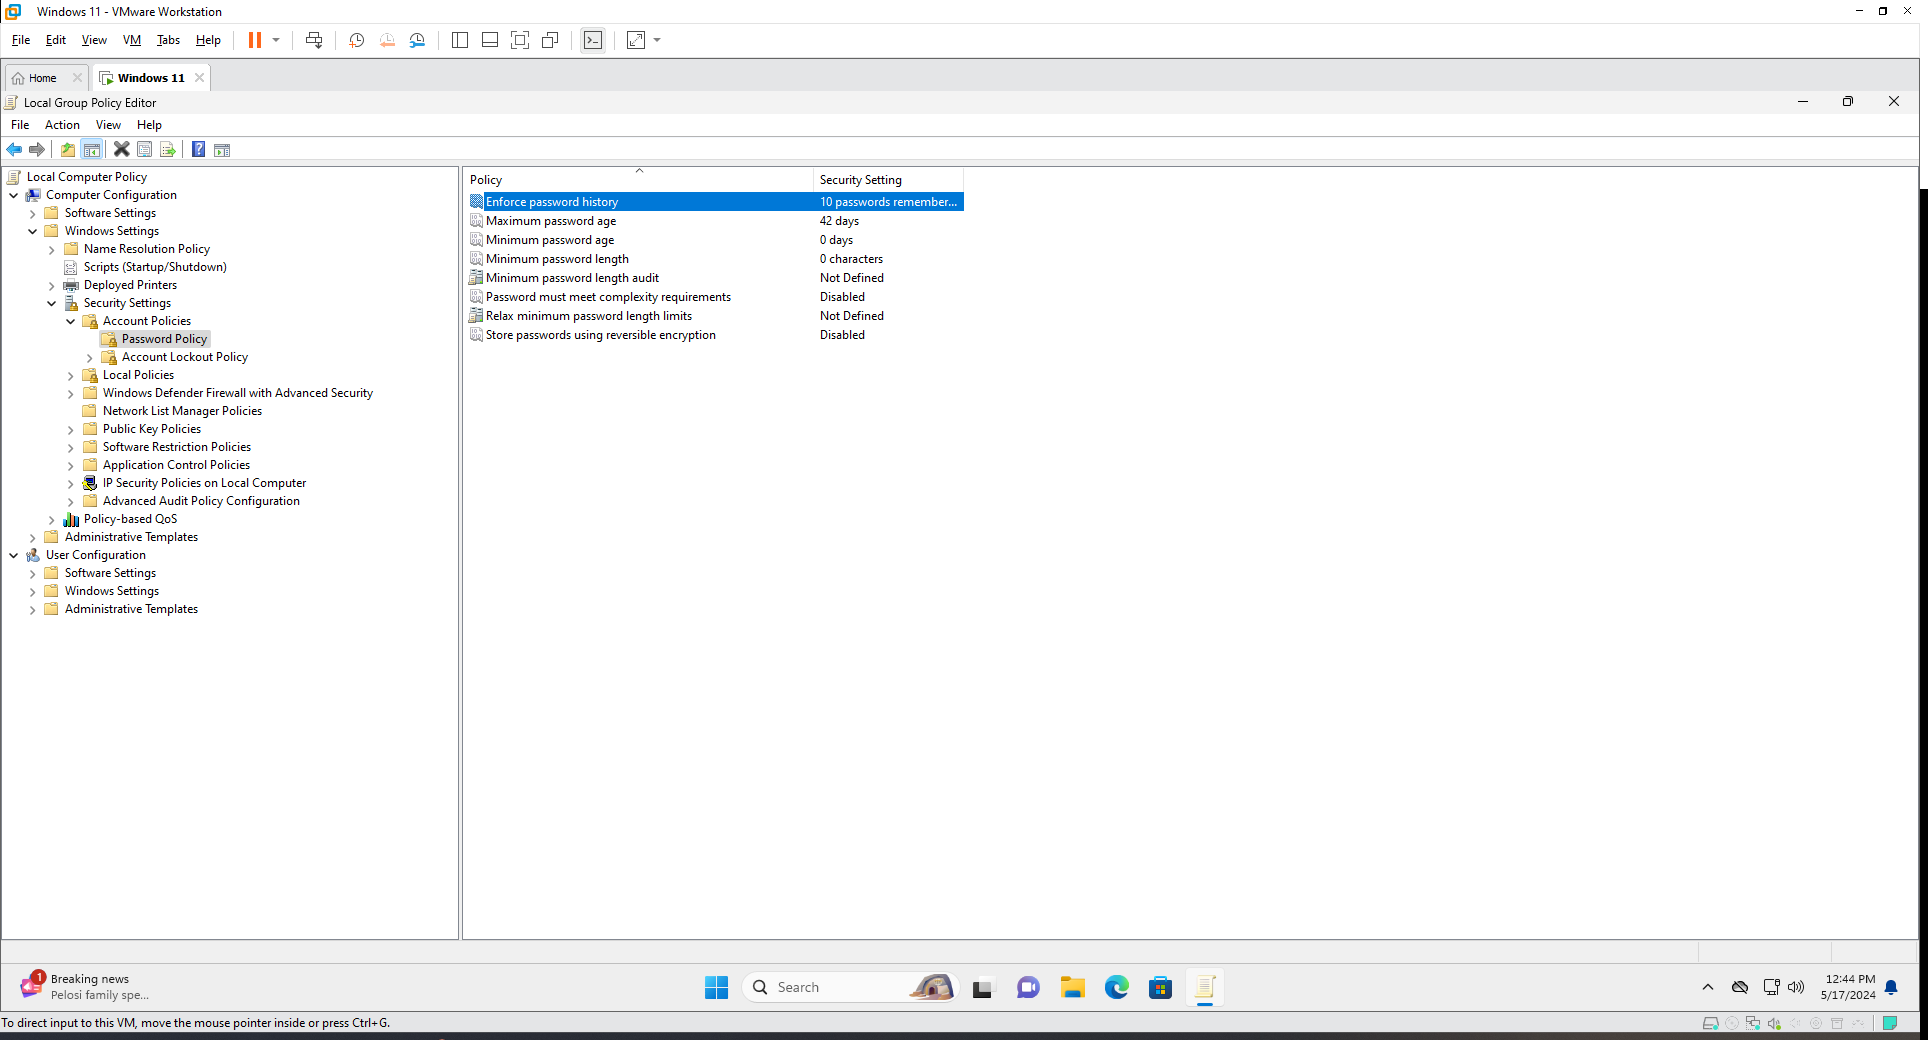 Windows 11 - VMware Workstation
File Edit View VM Tabs Help
Home Windows 11
Local Group Policy Editor
File Action View Help
Local Computer Policy
Computer Configuration
Software Settings
Windows Settings
Name Resolution Policy
Scripts (Startup/Shutdown)
Deployed Printers
Security Settings
Account Policies
Password Policy
Account Lockout Policy
Local Policies
Windows Defender Firewall with Advanced Security
Network List Manager Policies
Public Key Policies
Software Restriction Policies
Application Control Policies
IP Security Policies on Local Computer
Advanced Audit Policy Configuration
Policy-based QoS
Administrative Templates
User Configuration
Software Settings
Windows Settings
Administrative Templates
Policy Security Setting
Enforce password history 10 passwords remember...
Maximum password age 42 days
Minimum password age 0 days
Minimum password length 0 characters
Minimum password length audit Not Defined
Password must meet complexity requirements Disabled
Relax minimum password length limits Not Defined
Store passwords using reversible encryption Disabled
1
Breaking news
Pelosi family spe...
Search
12:44 PM
5/17/2024
To direct input to this VM, move the mouse pointer inside or press Ctrl+G.